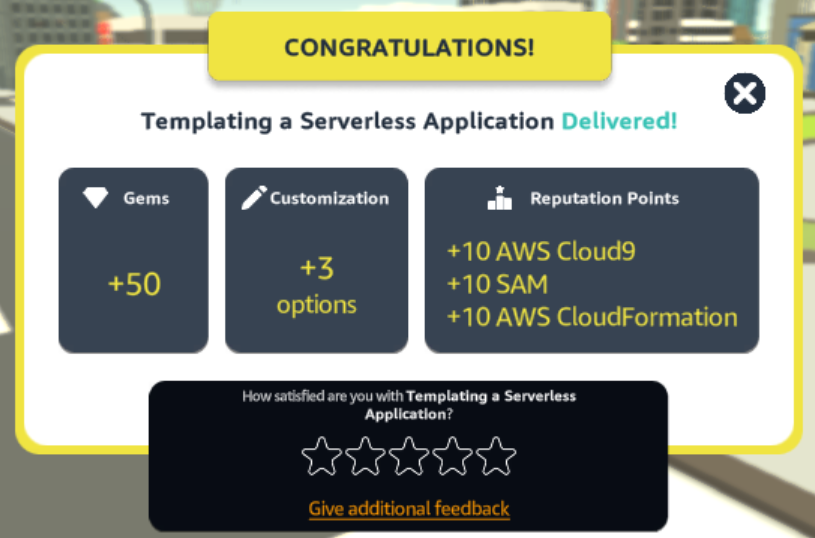 CONGRATULATIONS!
Templating a Serverless Application Delivered!
Gems
+50
Customization
+3
options
Reputation Points
+10 AWS Cloud9
+10 SAM
+10 AWS CloudFormation
How satisfied are you with Templating a Serverless
Application?
Give additional feedback